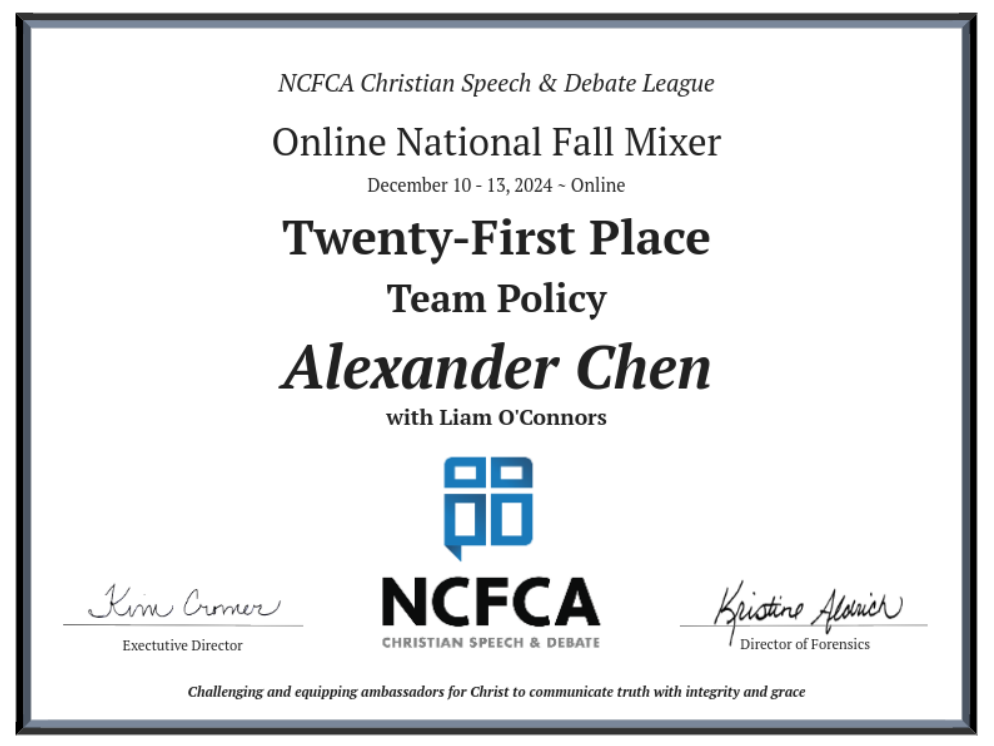 NCFCA Christian Speech & Debate League
Online National Fall Mixer
December 10 - 13, 2024 ~ Online
Twenty-First Place
Team Policy
Alexander Chen
with Liam O'Connors
Kim Cromer
Exectutive Director
NCFCA
CHRISTIAN SPEECH & DEBATE
Kristine Aldrich
Director of Forensics
Challenging and equipping ambassadors for Christ to communicate truth with integrity and grace